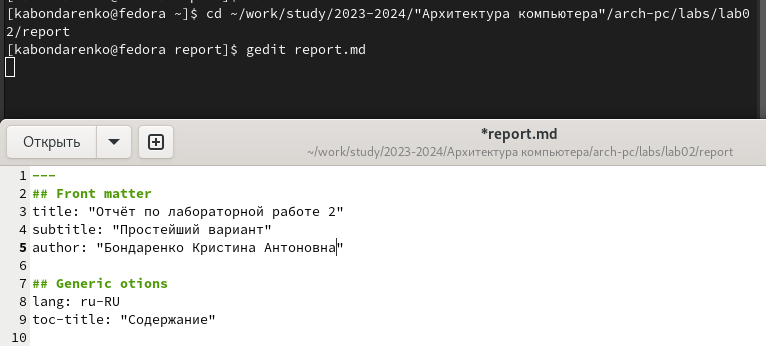 [kabondarenko@fedora ~]$ cd ~/work/study/2023-2024/"Архитектура компьютера"/arch-pc/labs/lab0
2/report
[kabondarenko@fedora report]$ gedit report.md
Открыть
*report.md
~/work/study/2023-2024/Архитектура компьютера/arch-pc/labs/lab02/report
1 ---
2 ## Front matter
3 title: "Отчёт по лабораторной работе 2"
4 subtitle: "Простейший вариант"
5 author: "Бондаренко Кристина Антоновна"
6
7 ## Generic otions
8 lang: ru-RU
9 toc-title: "Содержание"
10